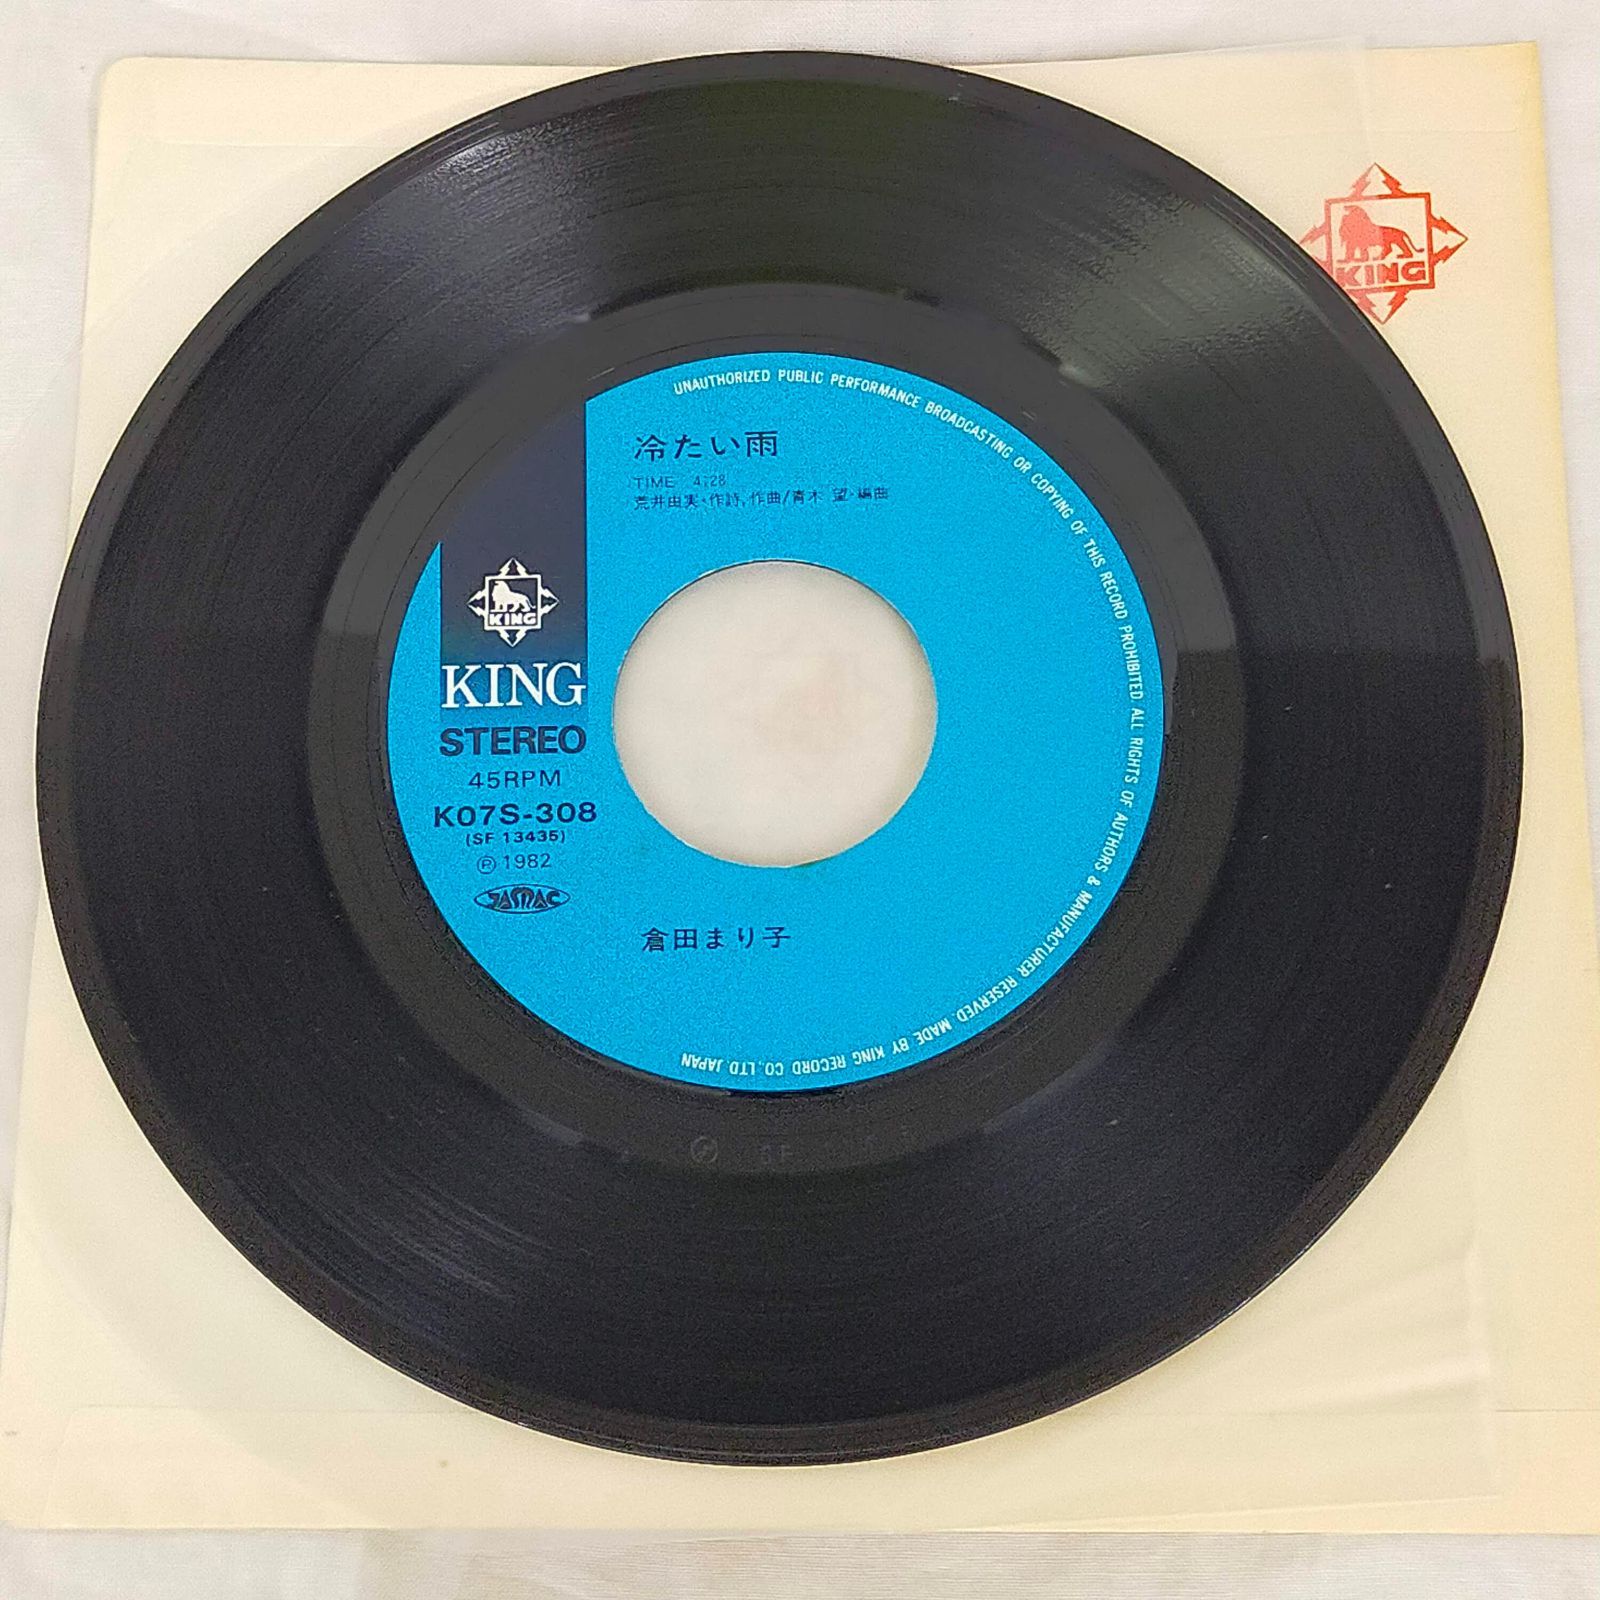 UNAUTHORIZED PUBLIC PERFORMANCE BROADCASTING OR COPYING OF THIS RECORD PROHIBITED. ALL RIGHTS OF AUTHORS & MANUFACTURER RESERVED. MADE BY KING RECORD CO., LTD. JAPAN
冷たい雨
TIME 4:28
荒井由実・作詩, 作曲/青木 望・編曲
KING
KING
STEREO
45RPM
K07S-308
(SF 13435)
Ⓟ 1982
JASRAC
倉田まり子
KING